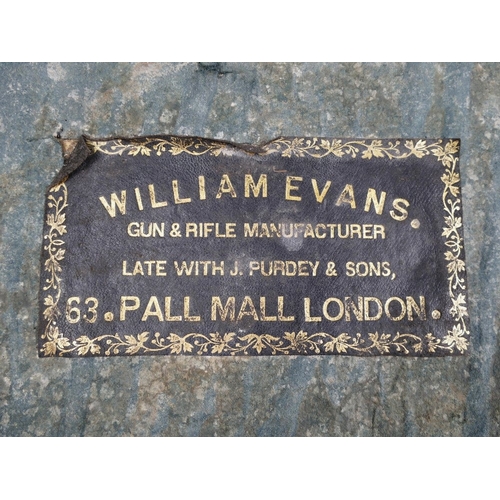 WILLIAM EVANS.
GUN & RIFLE MANUFACTURER
LATE WITH J. PURDEY & SONS,
63. PALL MALL LONDON.